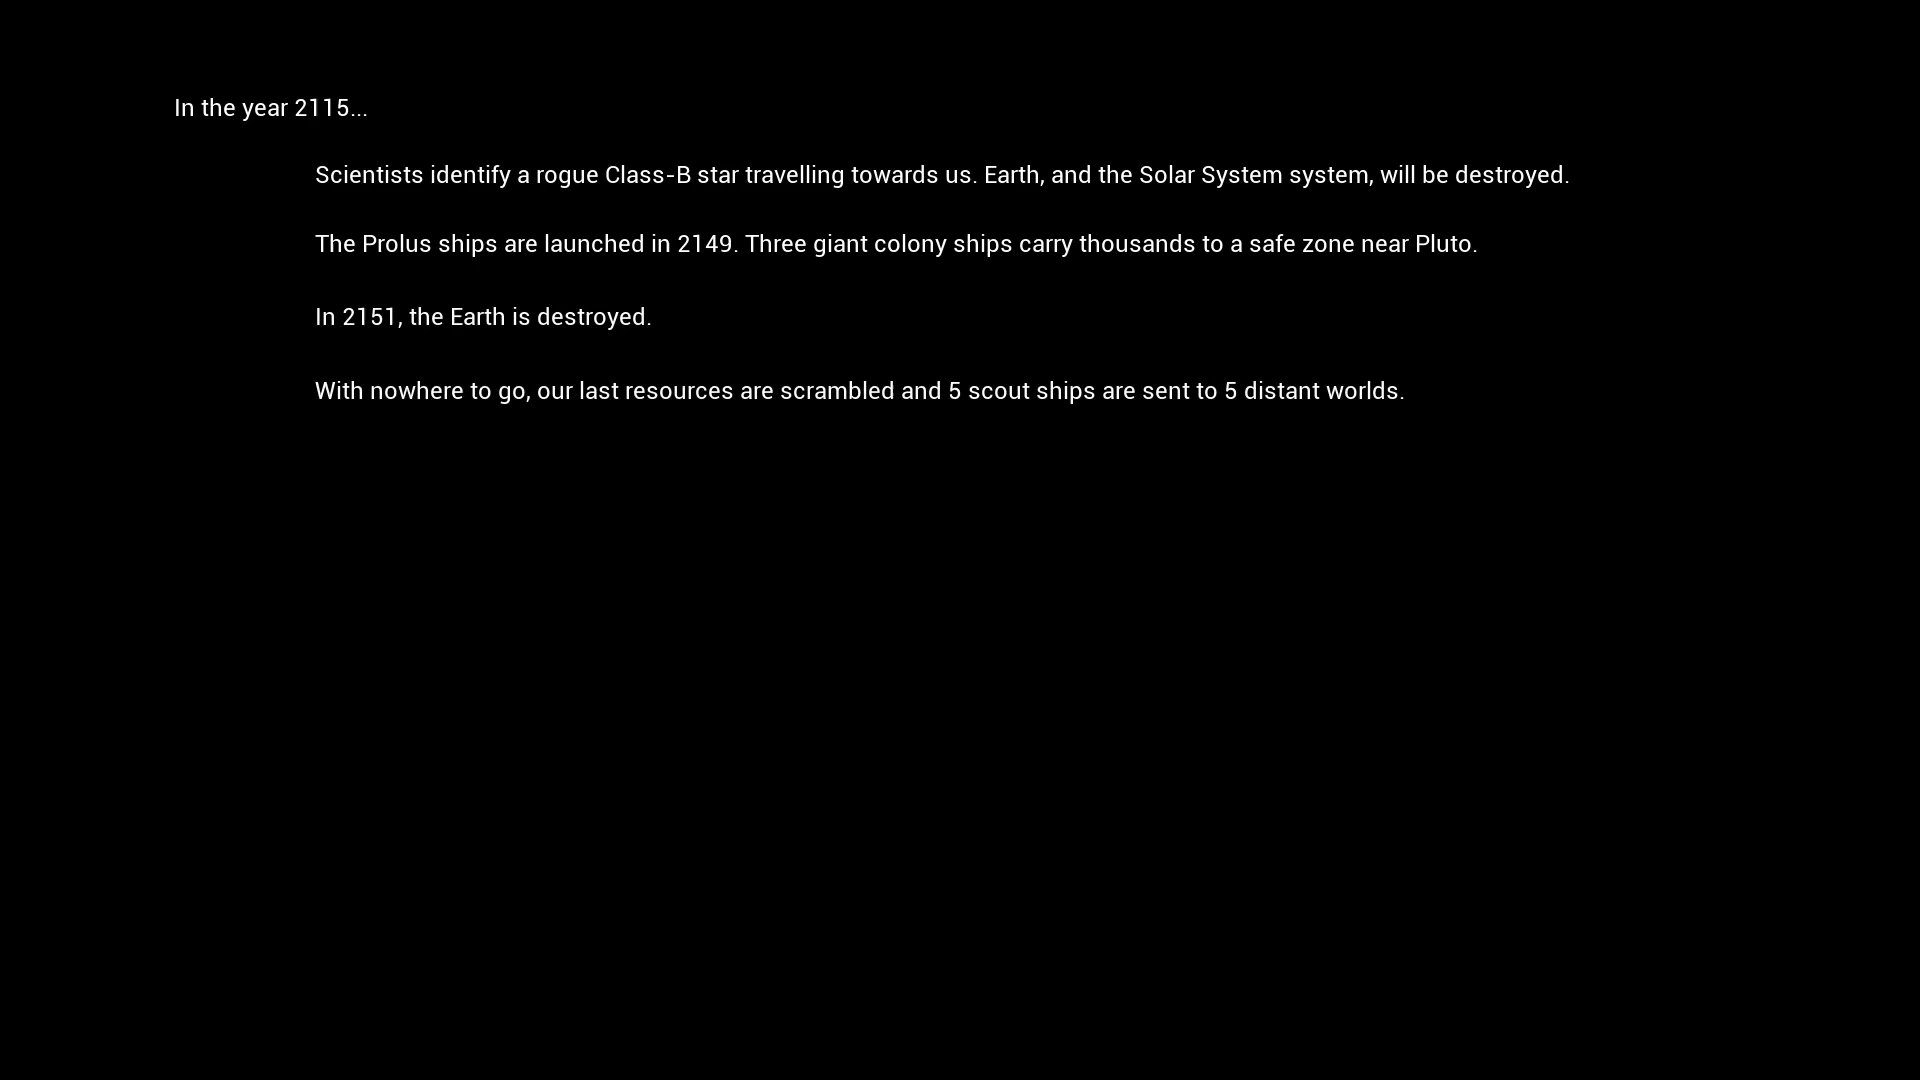 In the year 2115...
Scientists identify a rogue Class-B star travelling towards us. Earth, and the Solar System system, will be destroyed.
The Prolus ships are launched in 2149. Three giant colony ships carry thousands to a safe zone near Pluto.
In 2151, the Earth is destroyed.
With nowhere to go, our last resources are scrambled and 5 scout ships are sent to 5 distant worlds.